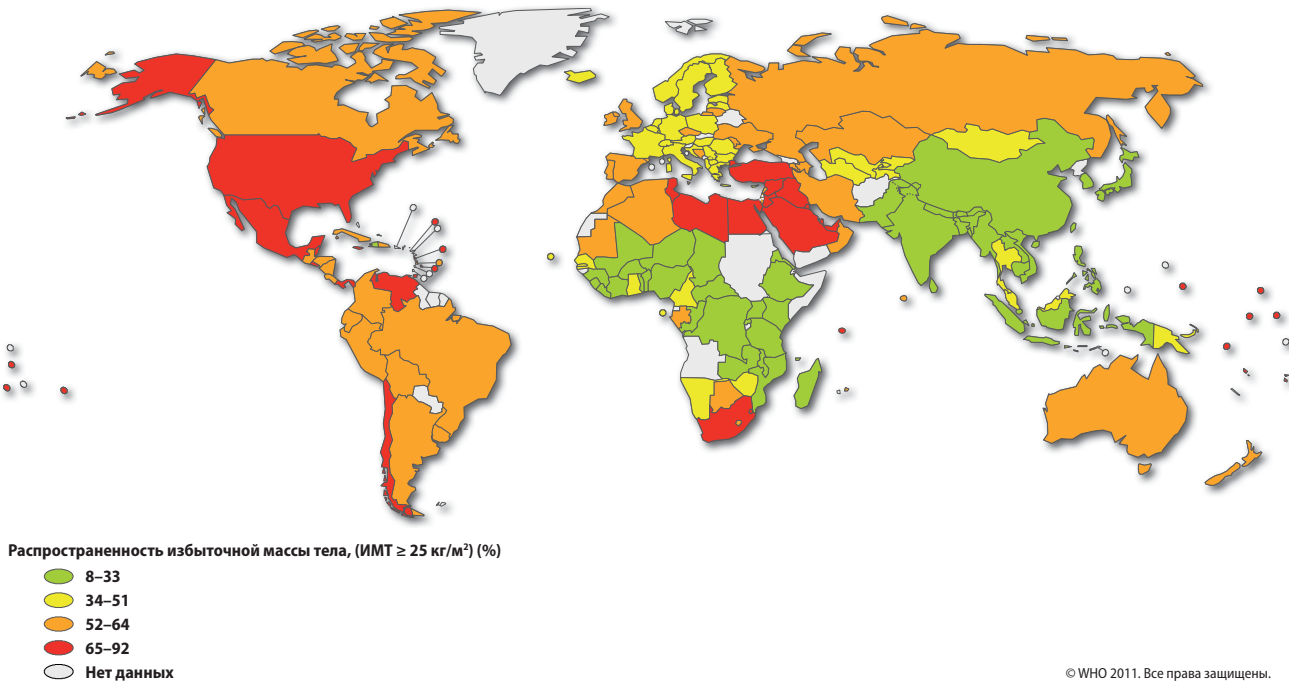 Распространенность избыточной массы тела, (ИМТ ≥ 25 кг/м²) (%)
8–33
34–51
52–64
65–92
Нет данных
© WHO 2011. Все права защищены.